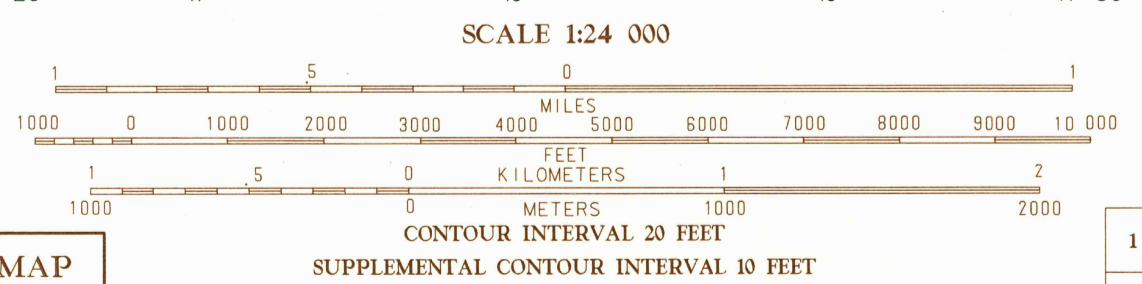 SCALE 1:24 000
1 .5 0 1
MILES
1000 0 1000 2000 3000 4000 5000 6000 7000 8000 9000 10 000
FEET
1 .5 0 KILOMETERS 1 2
1000 0 METERS 1000 2000
CONTOUR INTERVAL 20 FEET
SUPPLEMENTAL CONTOUR INTERVAL 10 FEET
MAP
1